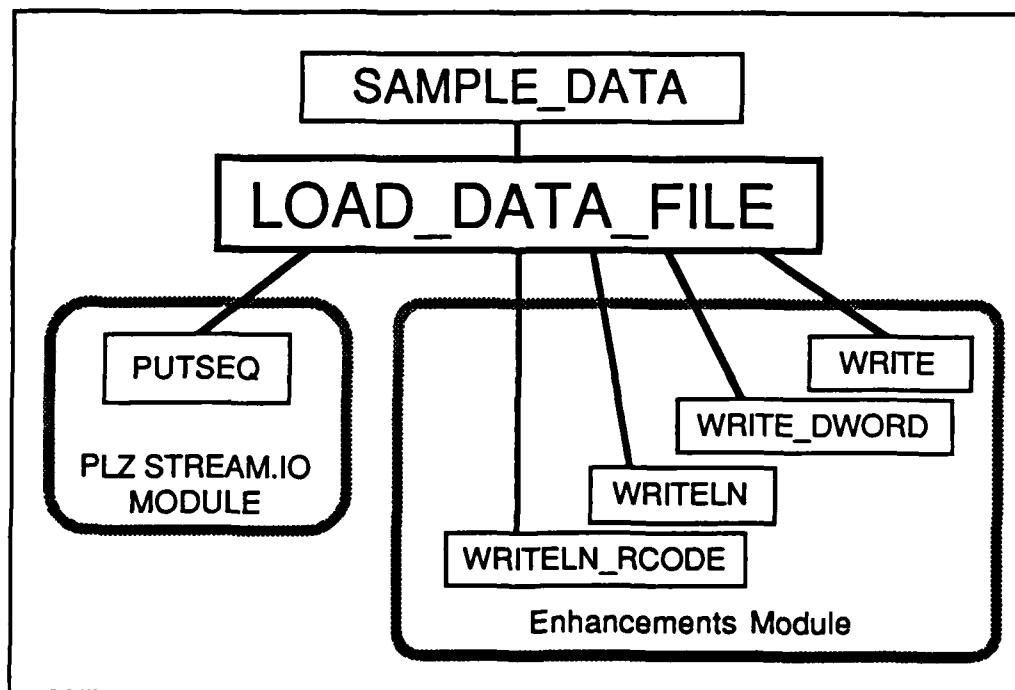 SAMPLE_DATA
LOAD_DATA_FILE
PUTSEQ
PLZ STREAM.IO
MODULE
WRITE
WRITE_DWORD
WRITELN
WRITELN_RCODE
Enhancements Module